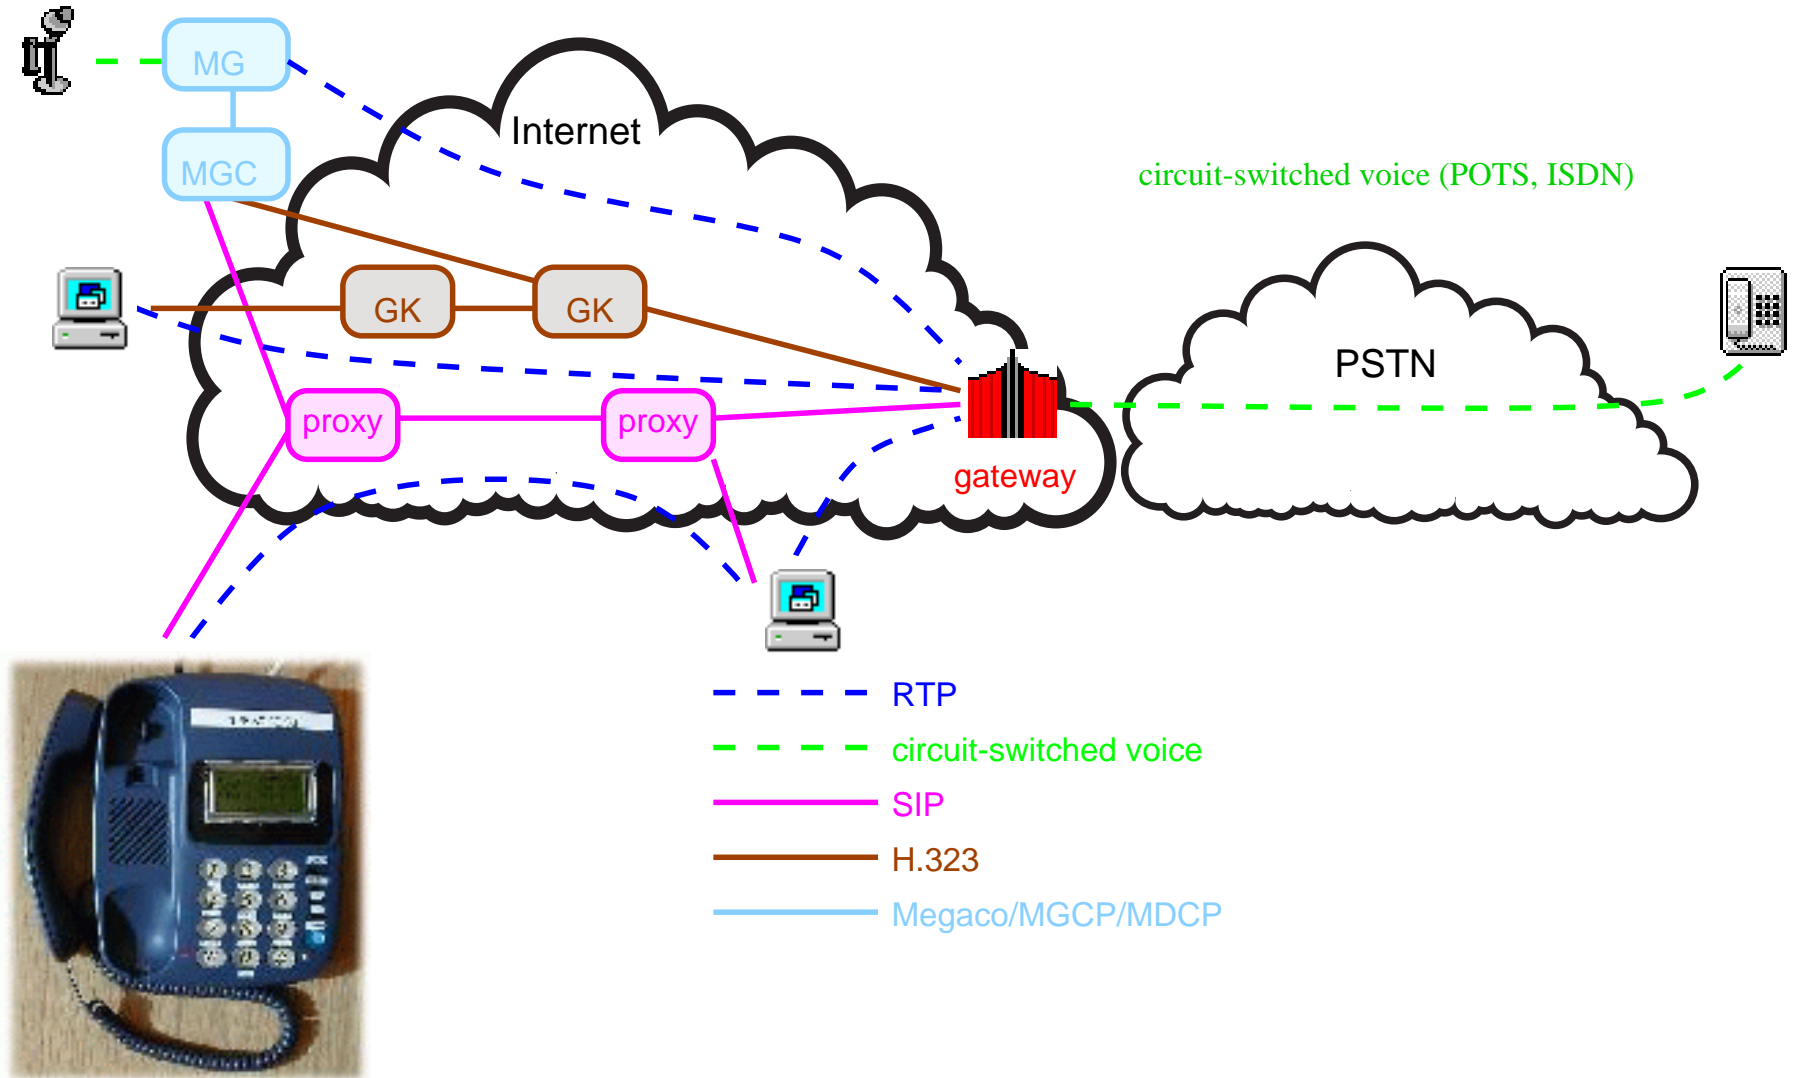 MG
Internet
MGC
circuit-switched voice (POTS, ISDN)
GK
GK
PSTN
proxy
proxy
gateway
RTP
circuit-switched voice
SIP
H.323
Megaco/MGCP/MDCP